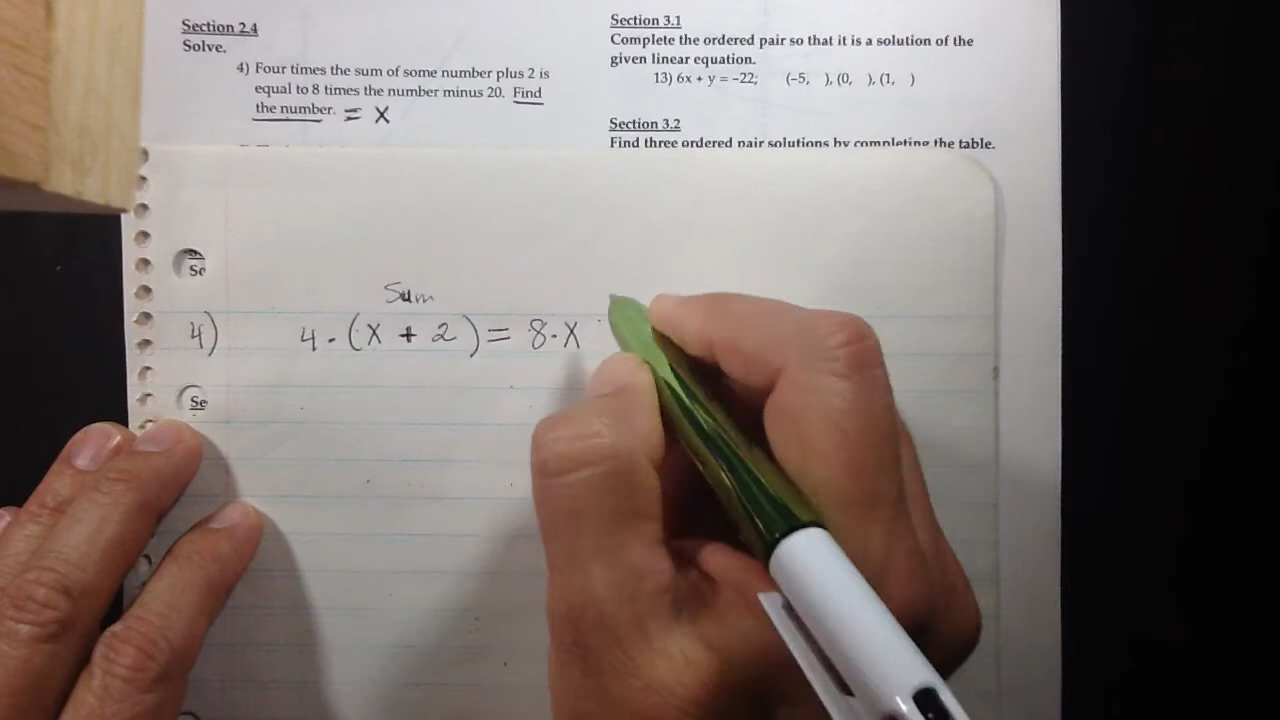 Section 2.4
Solve.
4) Four times the sum of some number plus 2 is
equal to 8 times the number minus 20. Find
the number. = X
Section 3.1
Complete the ordered pair so that it is a solution of the
given linear equation.
13) 6x + y = -22; (-5, ), (0, ), (1, )
Section 3.2
Find three ordered pair solutions by completing the table.
Se
Sum
4) 4 · (X + 2) = 8 · X
Se